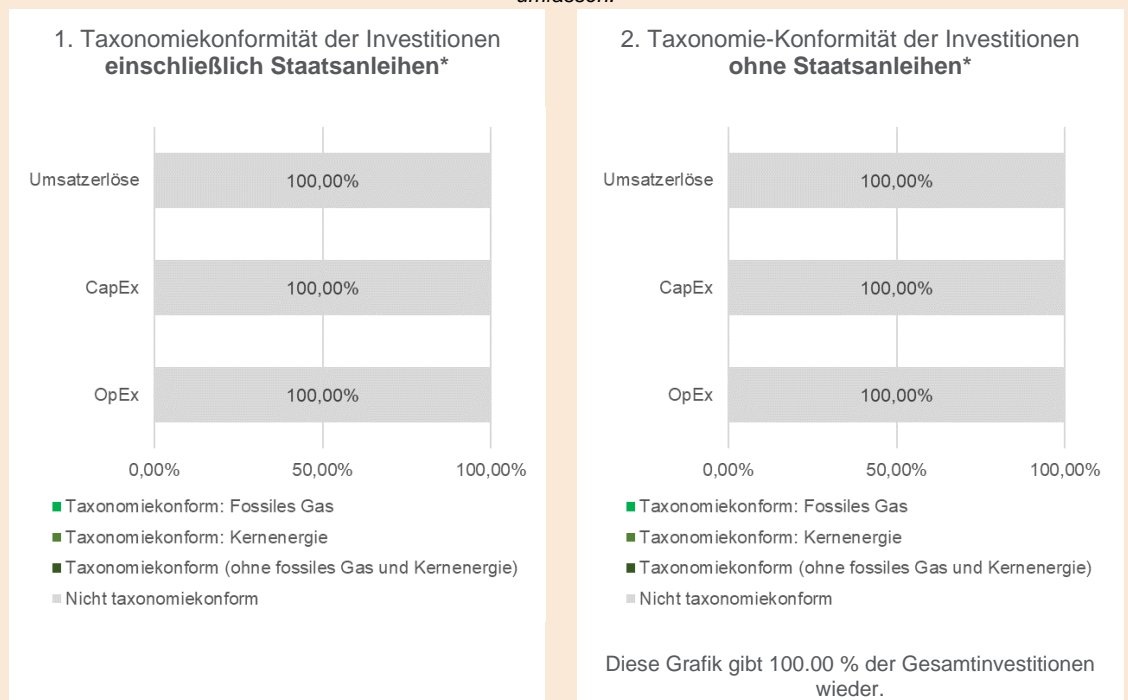 umfassen.
1. Taxonomiekonformität der Investitionen
einschließlich Staatsanleihen*
Umsatzerlöse
100,00%
CapEx
100,00%
OpEx
100,00%
0,00%
50,00%
100,00%
Taxonomiekonform: Fossiles Gas
Taxonomiekonform: Kernenergie
Taxonomiekonform (ohne fossiles Gas und Kernenergie)
Nicht taxonomiekonform
2. Taxonomie-Konformität der Investitionen
ohne Staatsanleihen*
Umsatzerlöse
100,00%
CapEx
100,00%
OpEx
100,00%
0,00%
50,00%
100,00%
Taxonomiekonform: Fossiles Gas
Taxonomiekonform: Kernenergie
Taxonomiekonform (ohne fossiles Gas und Kernenergie)
Nicht taxonomiekonform
Diese Grafik gibt 100.00 % der Gesamtinvestitionen
wieder.